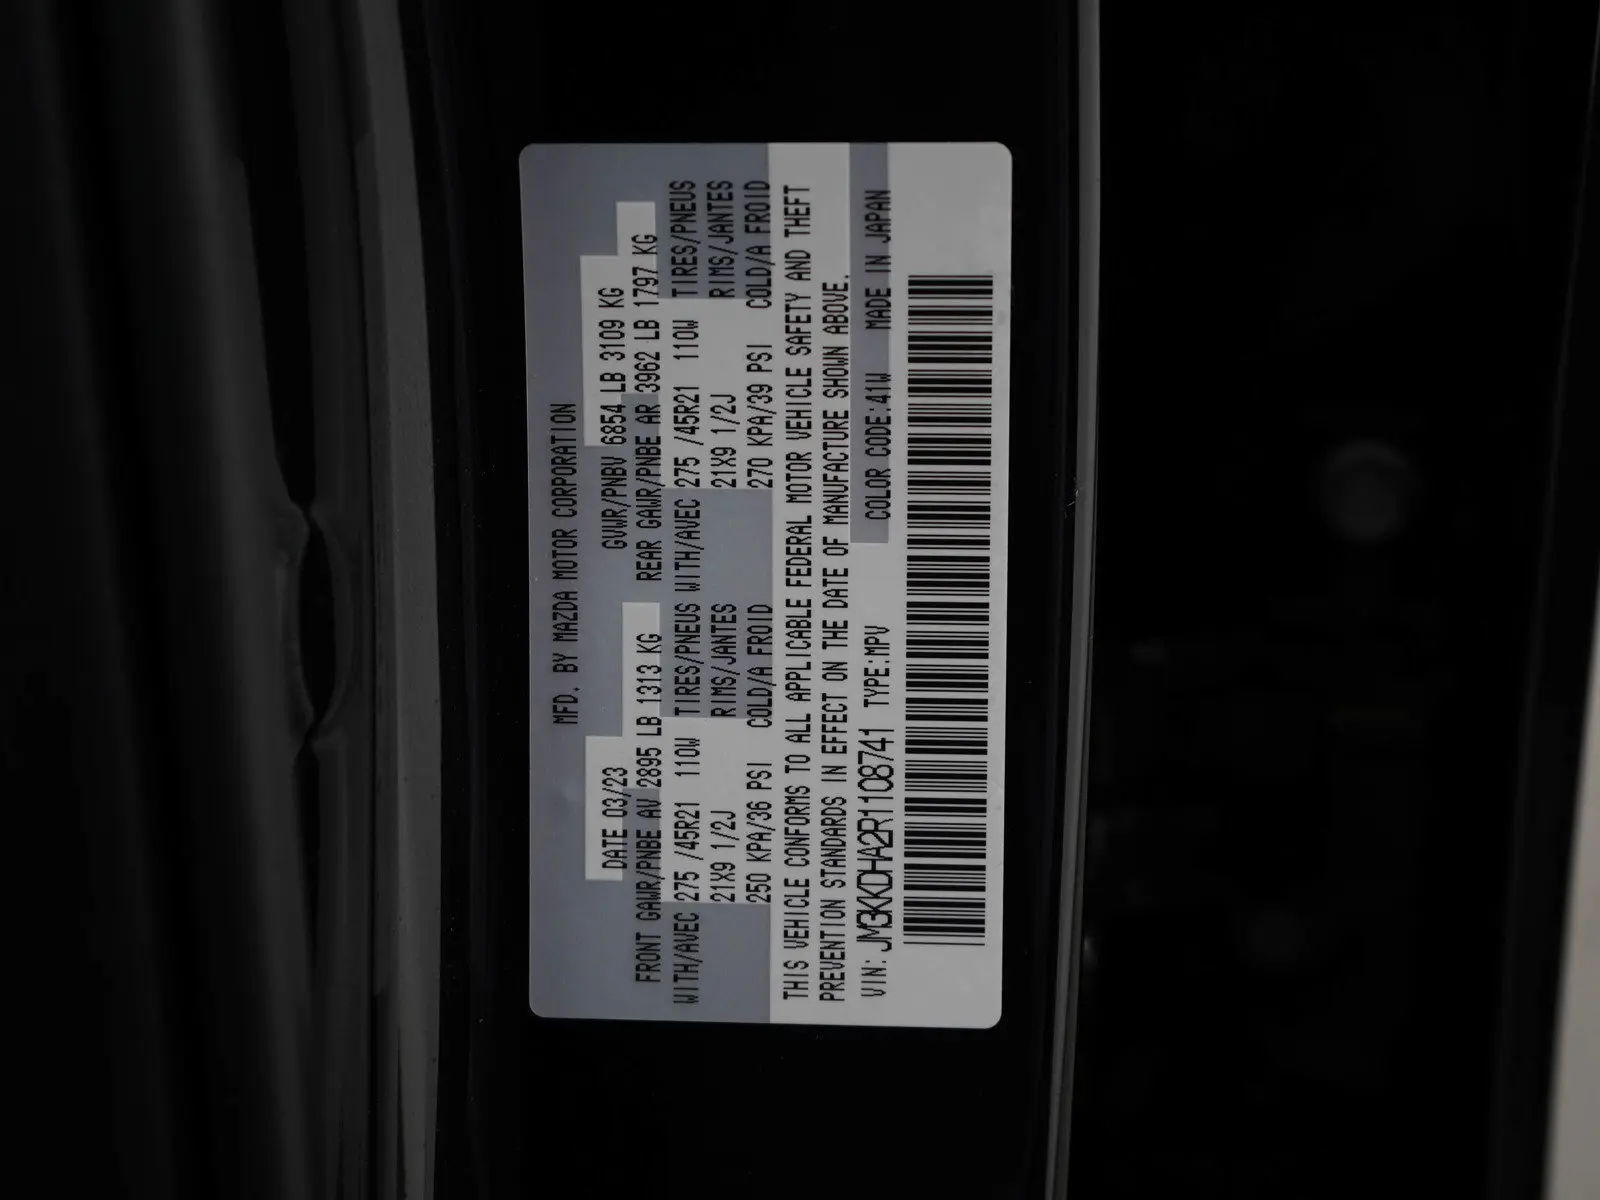 MFD. BY MAZDA MOTOR CORPORATION
DATE 03/23 GVWR/PNBV 6854 LB 3109 KG
FRONT GAWR/PNBE AV 2895 LB 1313 KG REAR GAWR/PNBE AR 3962 LB 1797 KG
WITH/AVEC 275 /45R21 110W TIRES/PNEUS WITH/AVEC 275 /45R21 110W TIRES/PNEUS
21X9 1/2J RIMS/JANTES 21X9 1/2J RIMS/JANTES
250 KPA/36 PSI COLD/A FROID 270 KPA/39 PSI COLD/A FROID
THIS VEHICLE CONFORMS TO ALL APPLICABLE FEDERAL MOTOR VEHICLE SAFETY AND THEFT
PREVENTION STANDARDS IN EFFECT ON THE DATE OF MANUFACTURE SHOWN ABOVE.
VIN: JM3KKDHA2R1108741 TYPE:MPV COLOR CODE:41W MADE IN JAPAN